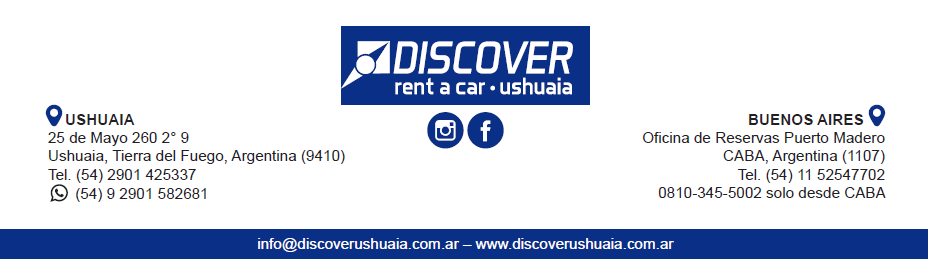 DISCOVER
rent a car · ushuaia
USHUAIA
25 de Mayo 260 2° 9
Ushuaia, Tierra del Fuego, Argentina (9410)
Tel. (54) 2901 425337
(54) 9 2901 582681
BUENOS AIRES
Oficina de Reservas Puerto Madero
CABA, Argentina (1107)
Tel. (54) 11 52547702
0810-345-5002 solo desde CABA
info@discoverushuaia.com.ar – www.discoverushuaia.com.ar